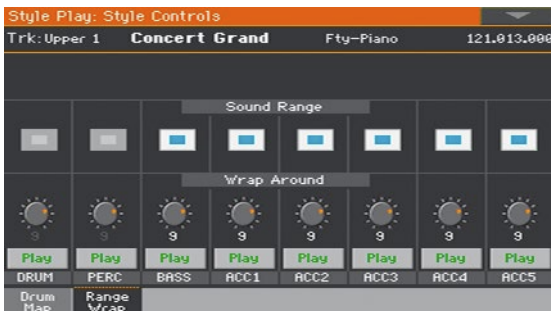 Style Play: Style Controls
Trk:Upper 1 Concert Grand Fty-Piano 121.013.000
Sound Range
Wrap Around
9 9 9 9 9 9 9 9
Play Play Play Play Play Play Play Play
DRUM PERC BASS ACC1 ACC2 ACC3 ACC4 ACC5
Drum Range
Map Wrap